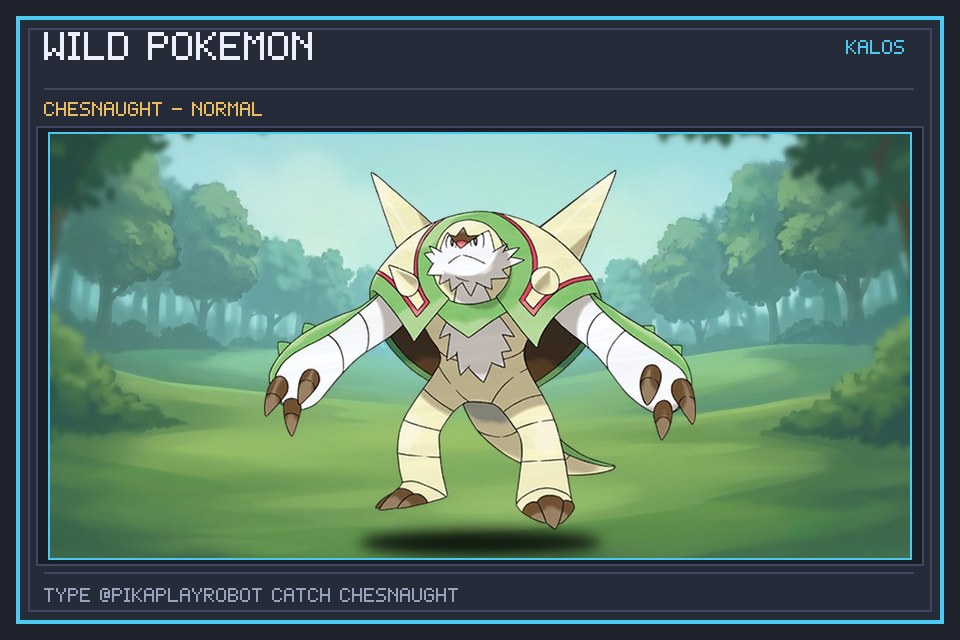 WILD POKEMON
KALOS
CHESNAUGHT – NORMAL
TYPE @PIKAPLAYROBOT CATCH CHESNAUGHT